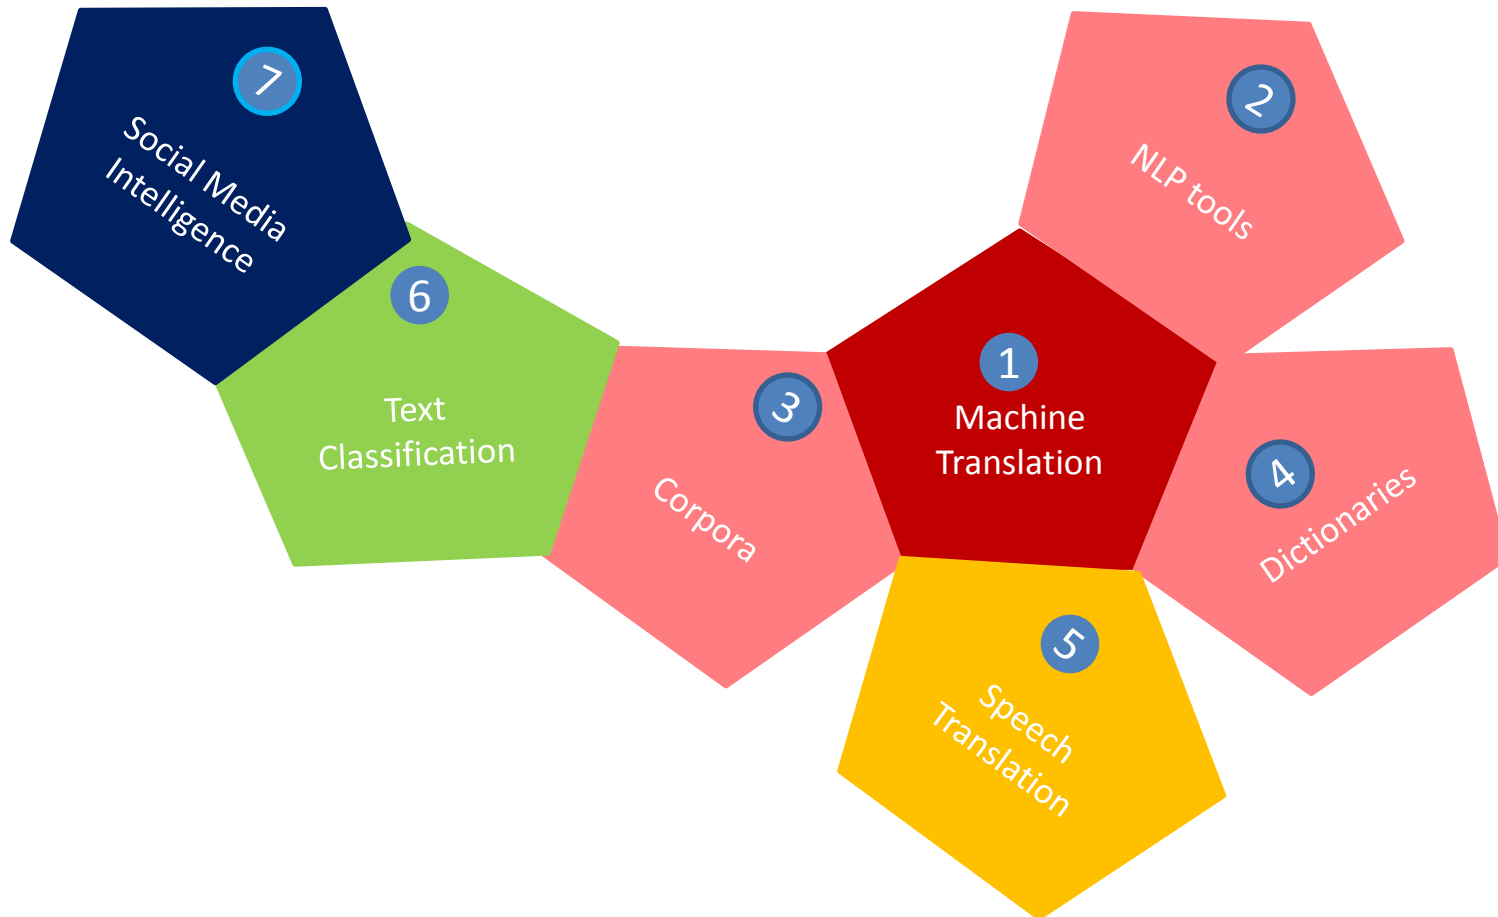 7
Social Media
Intelligence
6
Text
Classification
3
Corpora
1
Machine
Translation
2
NLP tools
4
Dictionaries
5
Speech
Translation